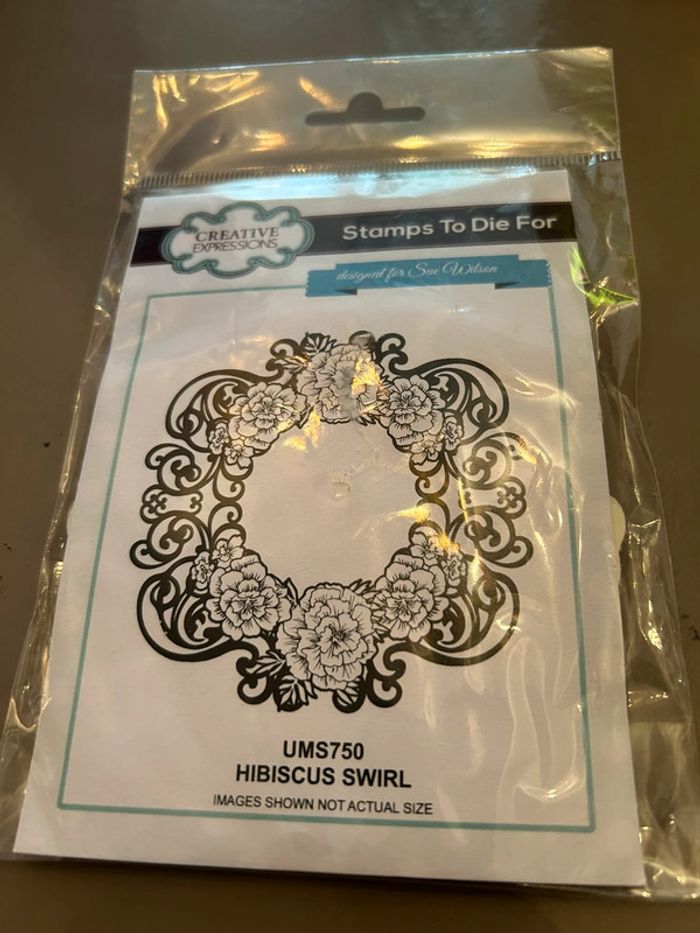 CREATIVE
EXPRESSIONS
Stamps To Die For
designed for Sue Wilson
UMS750
HIBISCUS SWIRL
IMAGES SHOWN NOT ACTUAL SIZE